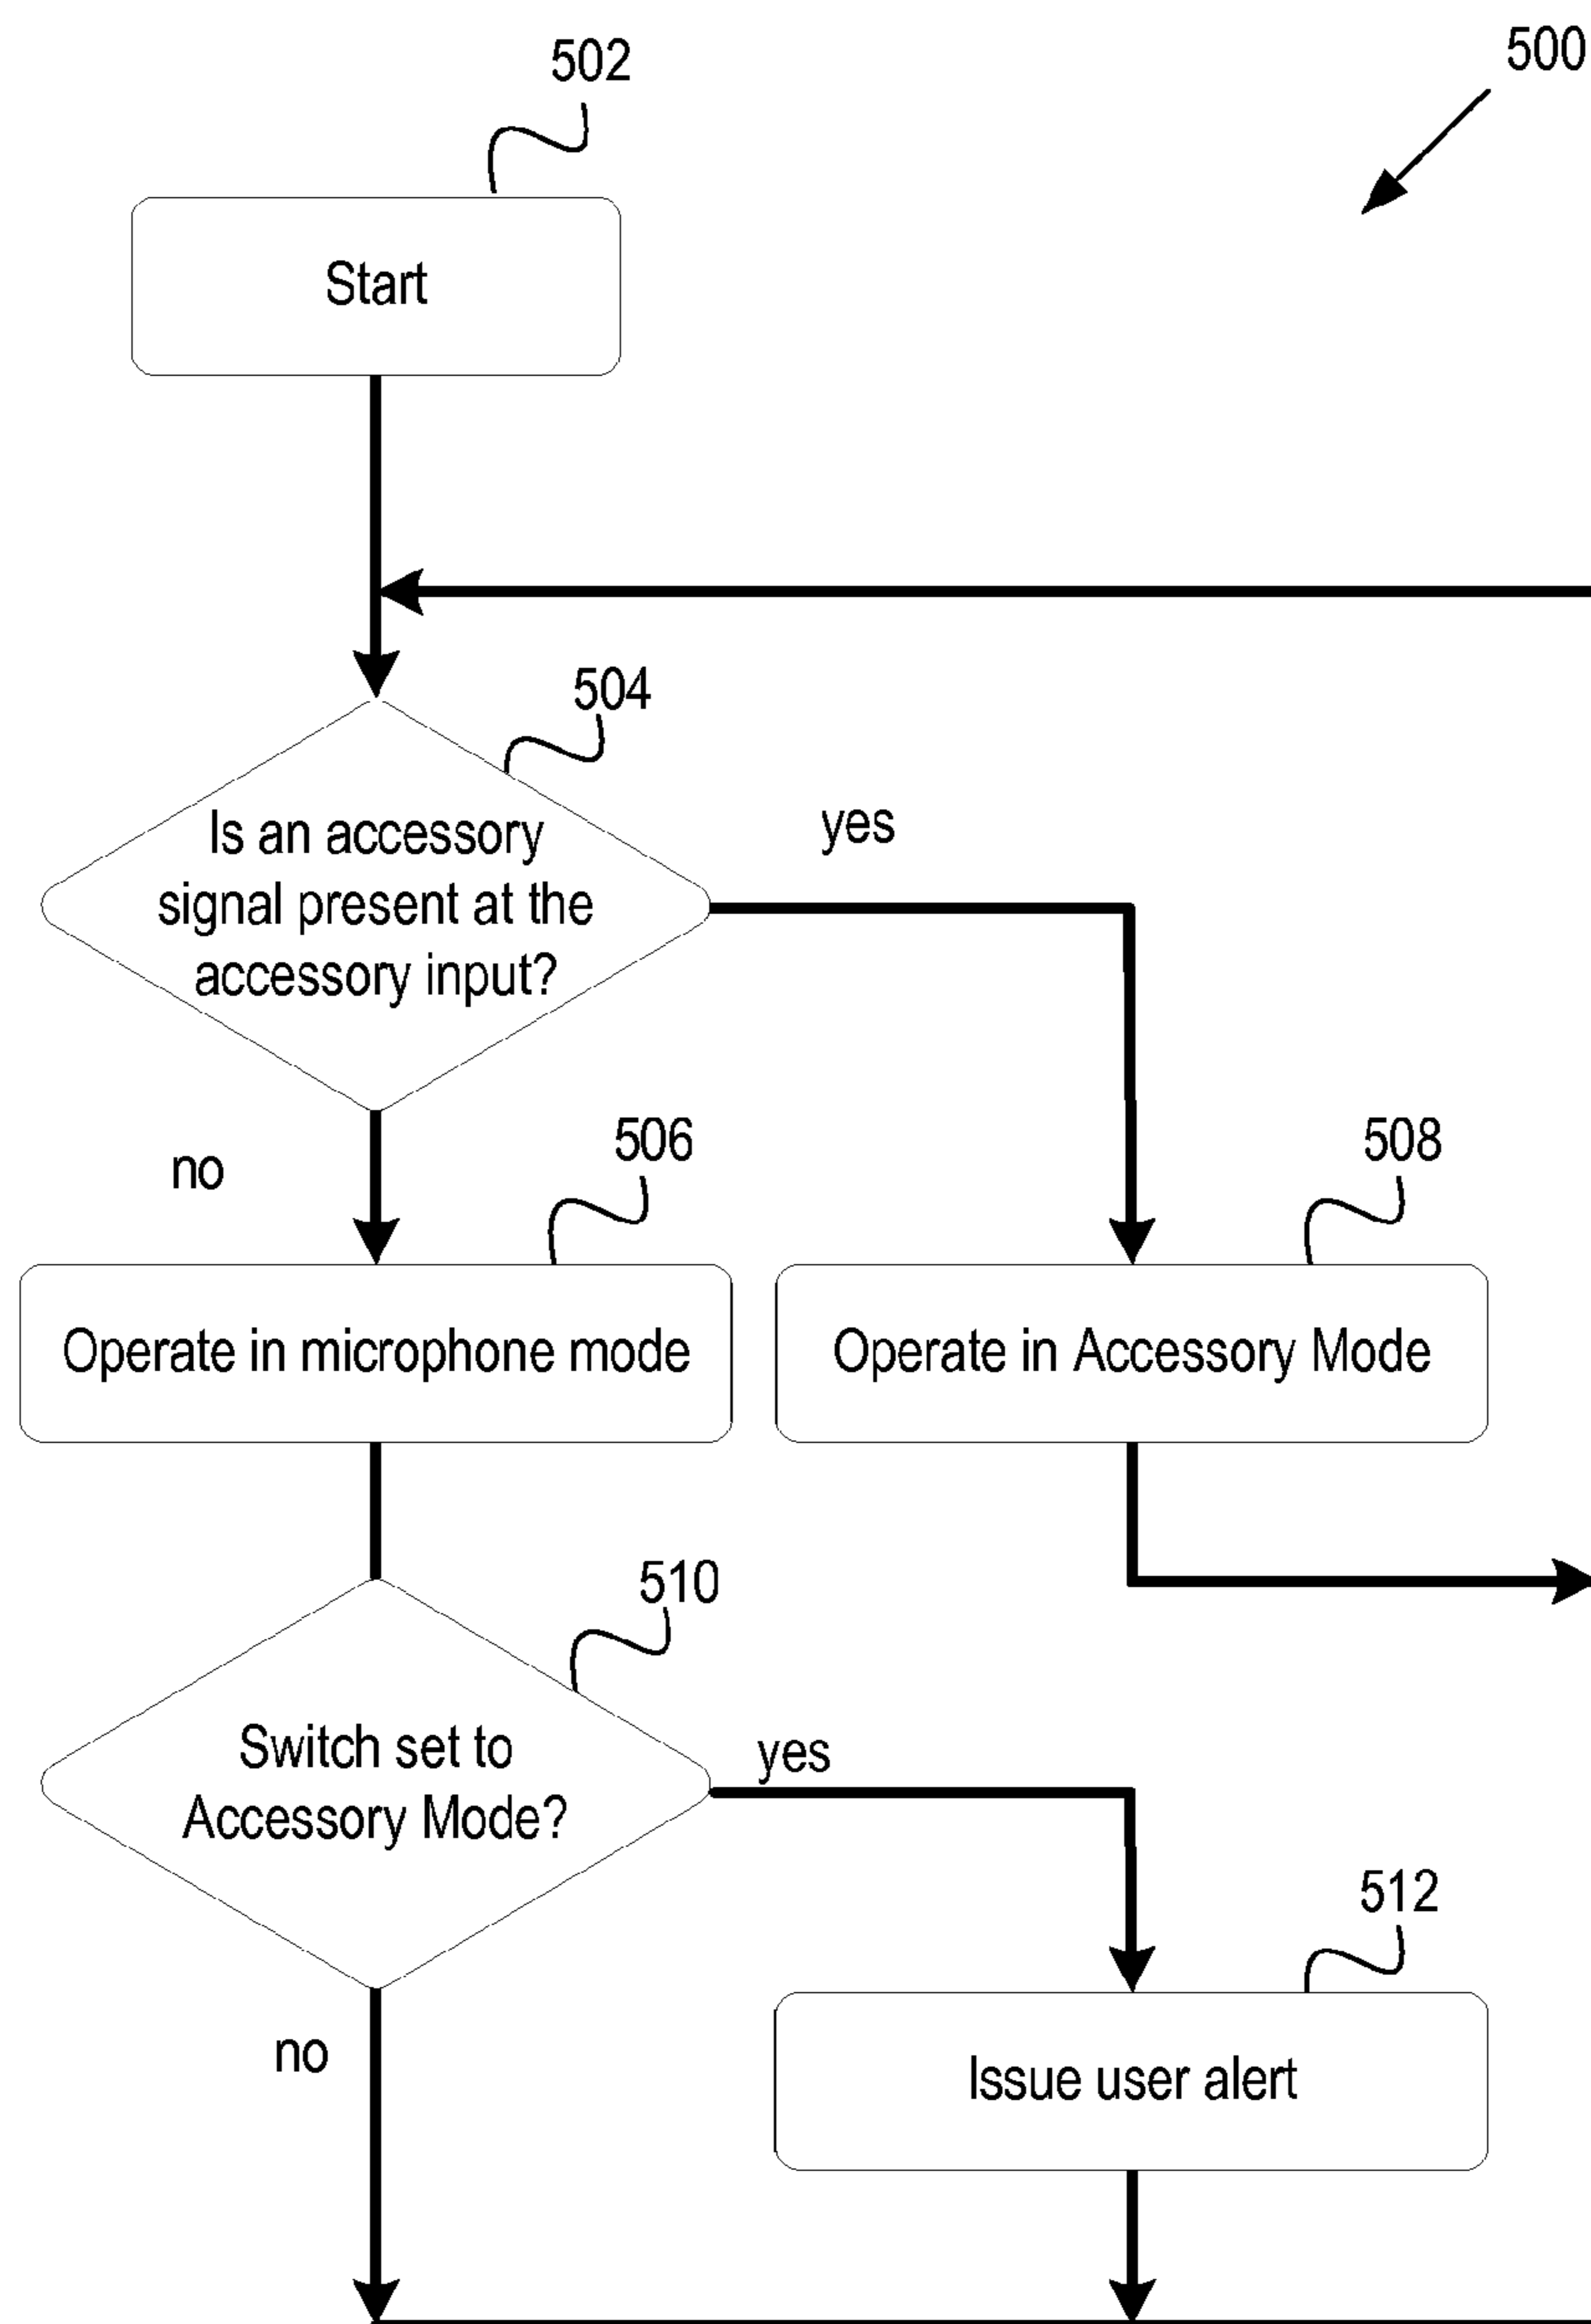 502
500
Start
504
Is an accessory
signal present at the
accessory input?
yes
no
506
508
Operate in microphone mode
Operate in Accessory Mode
510
Switch set to
Accessory Mode?
yes
512
no
Issue user alert